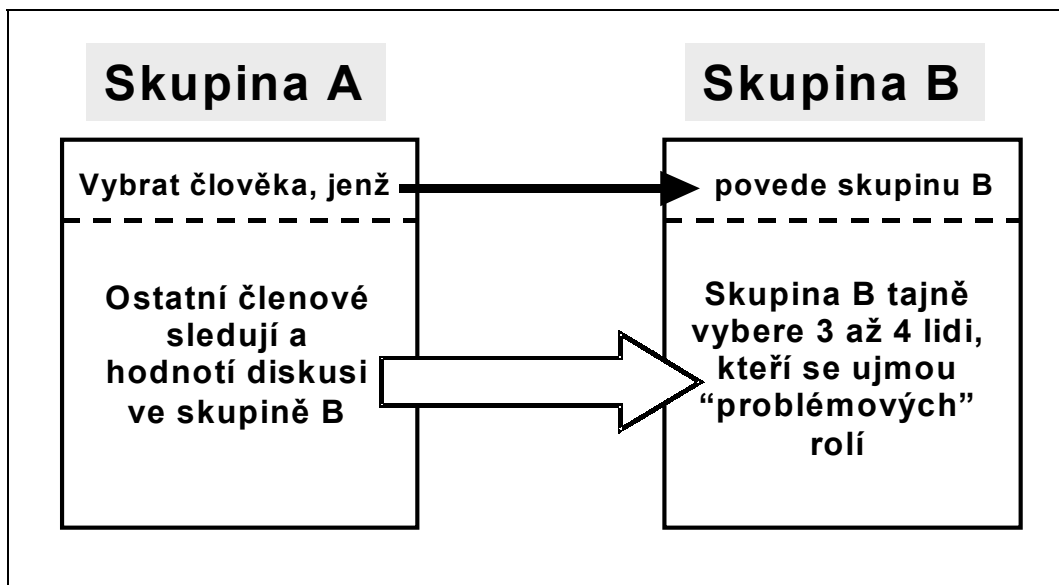 Skupina A
Skupina B
Vybrat člověka, jenž
povede skupinu B
Ostatní členové
sledují a
hodnotí diskusi
ve skupině B
Skupina B tajně
vybere 3 až 4 lidi,
kteří se ujmou
“problémových”
rolí